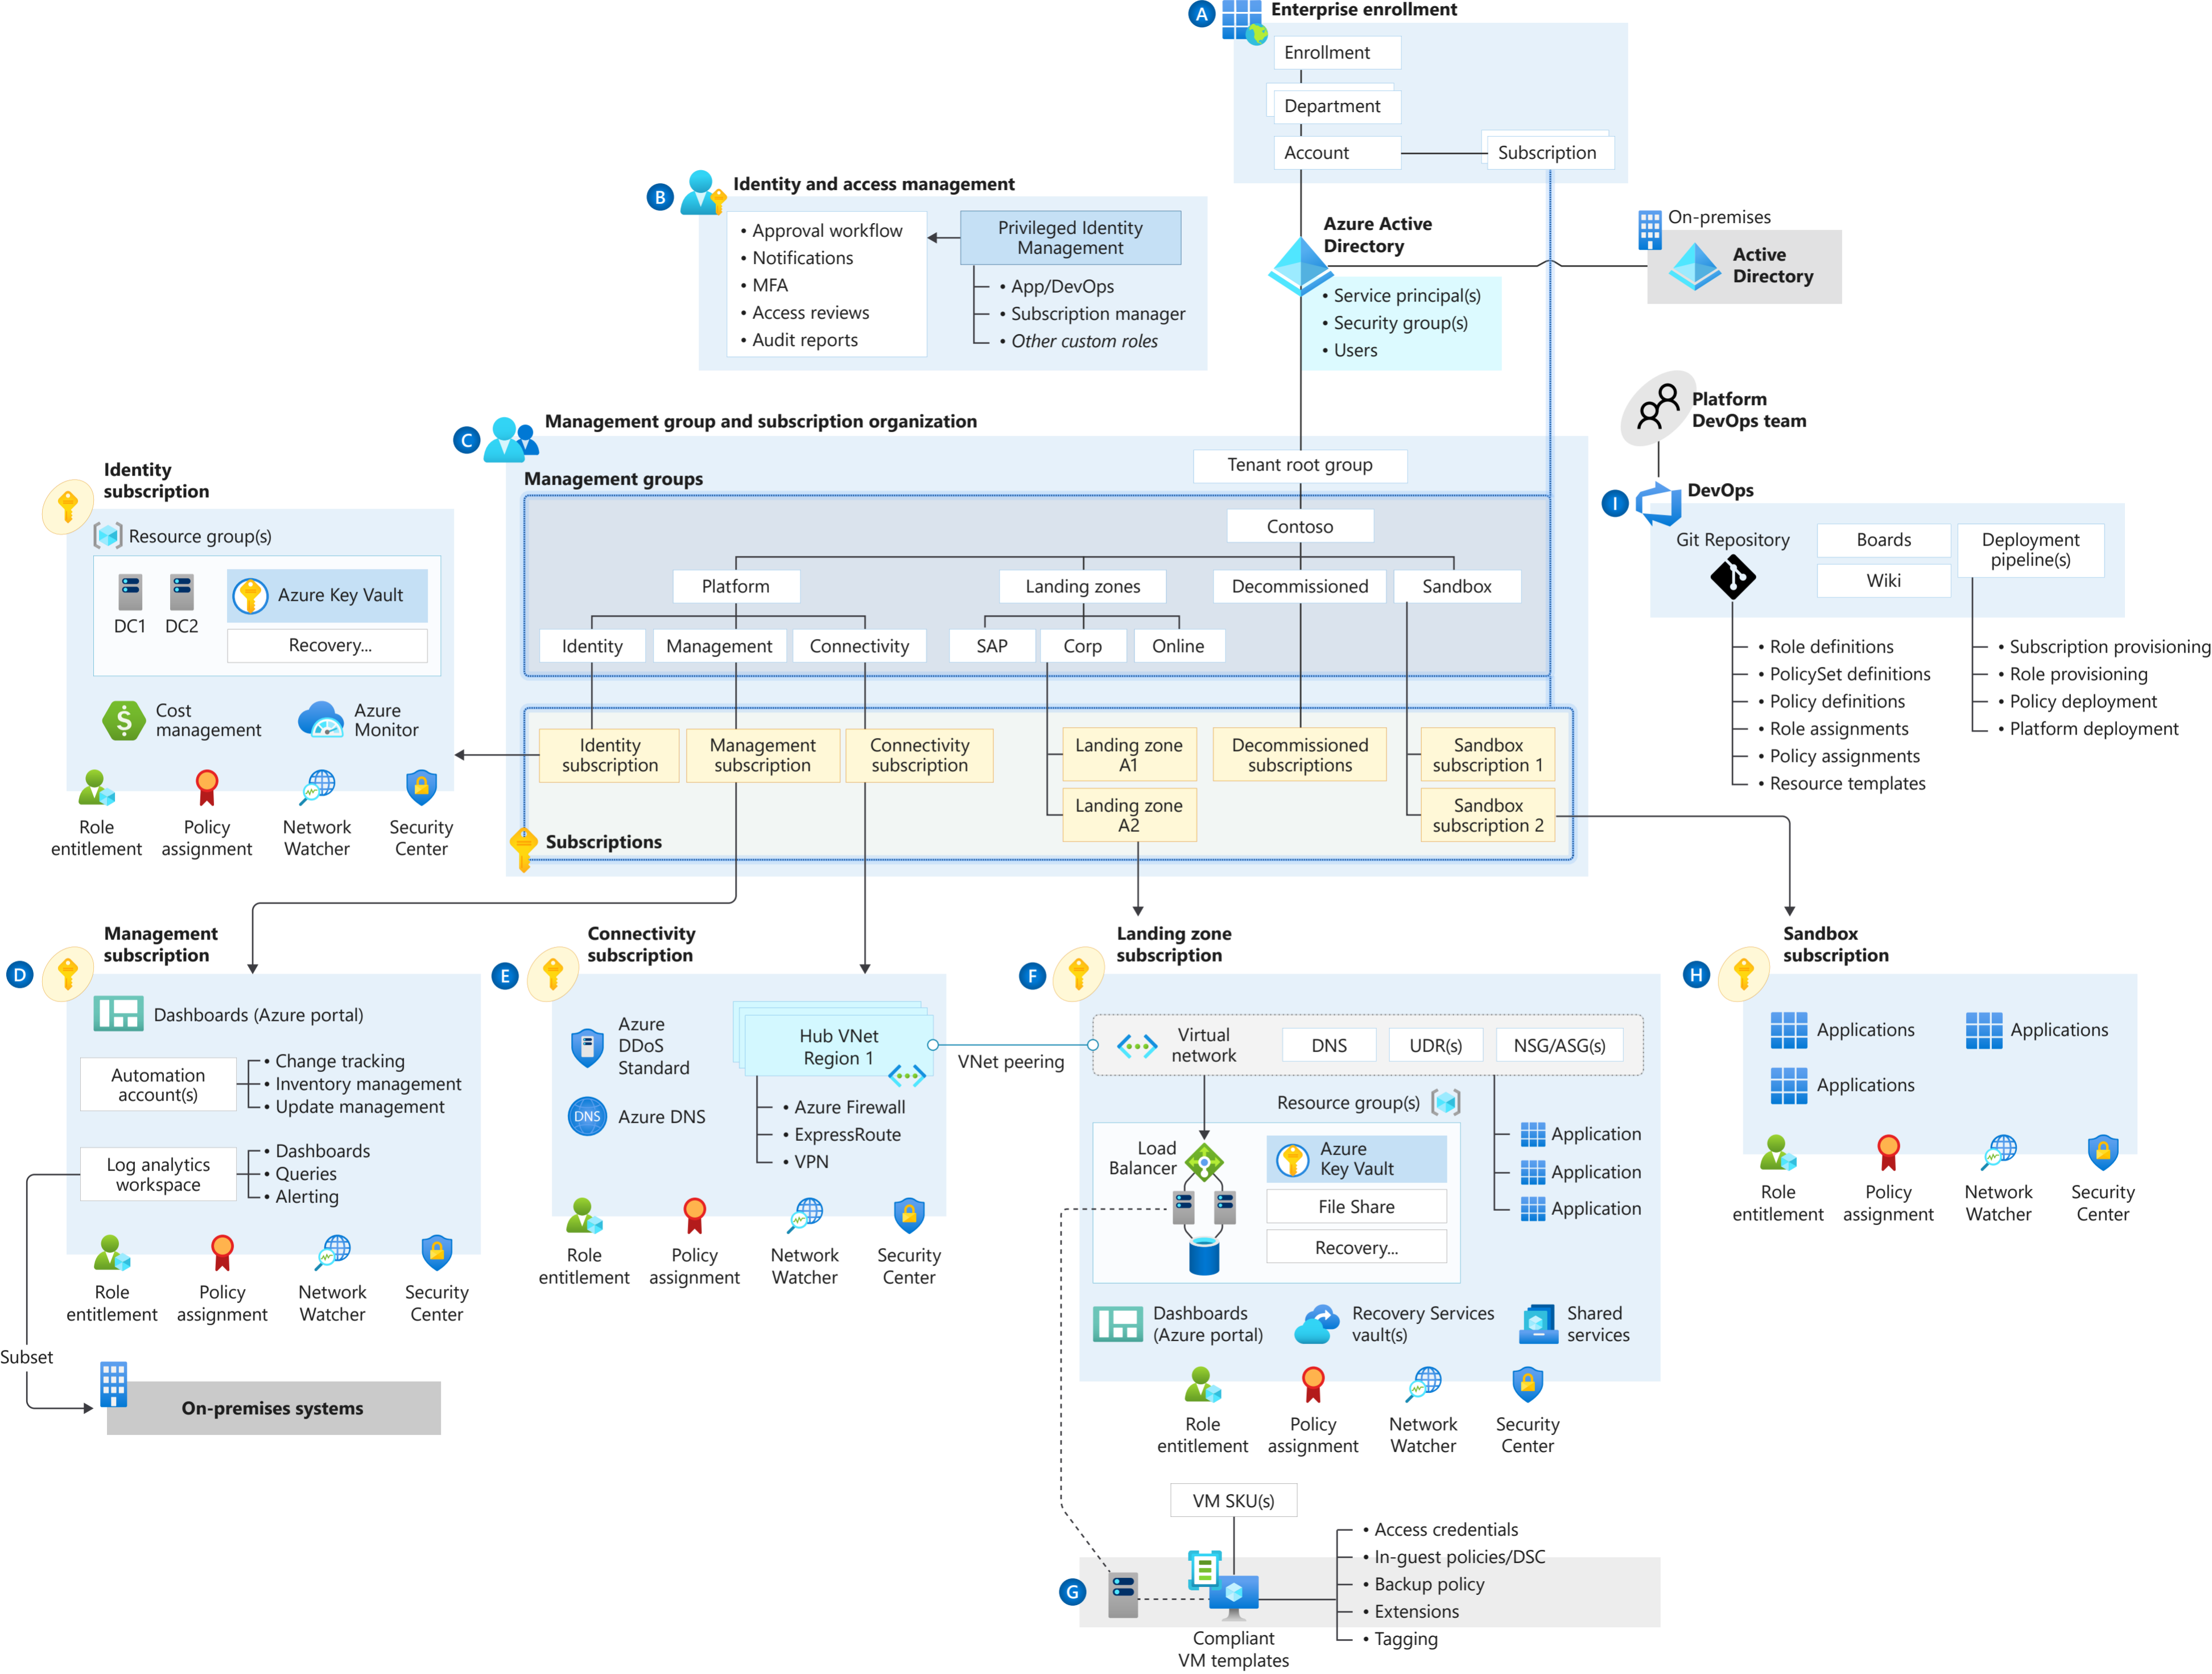 A
Enterprise enrollment
Enrollment
Department
Account
Subscription
B
Identity and access management
• Approval workflow
• Notifications
• MFA
• Access reviews
• Audit reports
Privileged Identity
Management
• App/DevOps
• Subscription manager
• Other custom roles
Azure Active
Directory
• Service principal(s)
• Security group(s)
• Users
On-premises
Active
Directory
Platform
DevOps team
I
DevOps
Git Repository
Boards
Wiki
Deployment
pipeline(s)
• Role definitions
• PolicySet definitions
• Policy definitions
• Role assignments
• Policy assignments
• Resource templates
• Subscription provisioning
• Role provisioning
• Policy deployment
• Platform deployment
C
Management group and subscription organization
Management groups
Tenant root group
Contoso
Platform
Landing zones
Decommissioned
Sandbox
Identity
Management
Connectivity
SAP
Corp
Online
Identity
subscription
Management
subscription
Connectivity
subscription
Landing zone
A1
Decommissioned
subscriptions
Sandbox
subscription 1
Landing zone
A2
Sandbox
subscription 2
Subscriptions
Identity
subscription
Resource group(s)
DC1
DC2
Azure Key Vault
Recovery...
Cost
management
Azure
Monitor
Role
entitlement
Policy
assignment
Network
Watcher
Security
Center
D
Management
subscription
Dashboards (Azure portal)
Automation
account(s)
• Change tracking
• Inventory management
• Update management
Log analytics
workspace
• Dashboards
• Queries
• Alerting
Role
entitlement
Policy
assignment
Network
Watcher
Security
Center
Subset
On-premises systems
E
Connectivity
subscription
Azure
DDoS
Standard
DNS
Azure DNS
Hub VNet
Region 1
• Azure Firewall
• ExpressRoute
• VPN
VNet peering
Role
entitlement
Policy
assignment
Network
Watcher
Security
Center
F
Landing zone
subscription
Virtual
network
DNS
UDR(s)
NSG/ASG(s)
Resource group(s)
Load
Balancer
Azure
Key Vault
File Share
Recovery...
Application
Application
Application
Dashboards
(Azure portal)
Recovery Services
vault(s)
Shared
services
Role
entitlement
Policy
assignment
Network
Watcher
Security
Center
H
Sandbox
subscription
Applications
Applications
Applications
Role
entitlement
Policy
assignment
Network
Watcher
Security
Center
G
VM SKU(s)
Compliant
VM templates
• Access credentials
• In-guest policies/DSC
• Backup policy
• Extensions
• Tagging